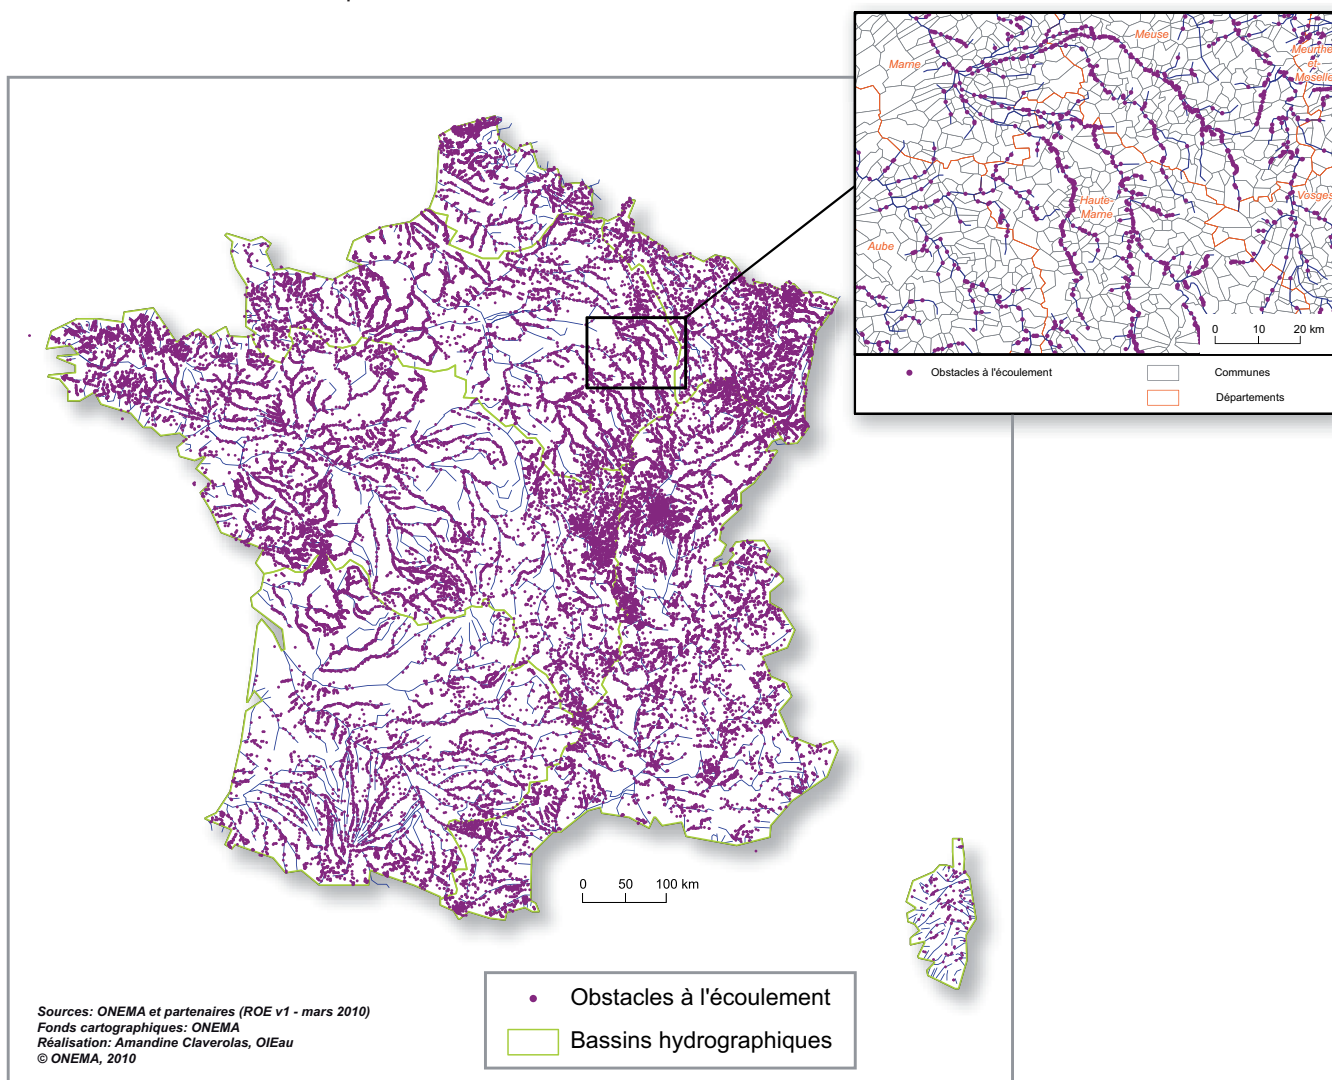 Meuse
Marne
Meurthe-
et-
Moselle
Haute-
Marne
Vosges
Aube
0 10 20 km
Obstacles à l'écoulement
Communes
Départements
0 50 100 km
Obstacles à l'écoulement
Bassins hydrographiques
Sources: ONEMA et partenaires (ROE v1 - mars 2010)
Fonds cartographiques: ONEMA
Réalisation: Amandine Claverolas, OIEau
© ONEMA, 2010